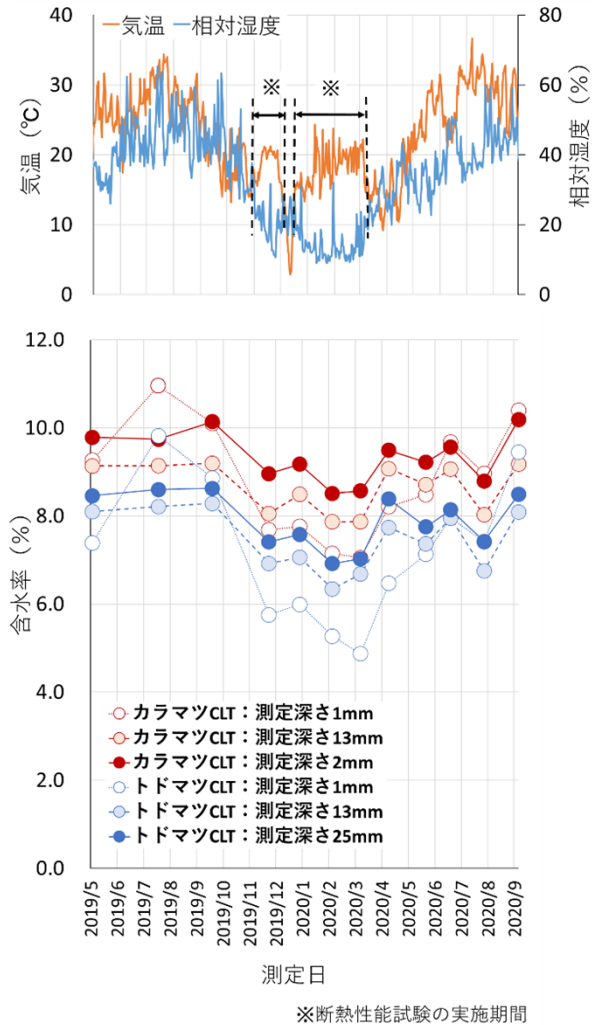 気温 相対湿度
※ ※
気温（℃）
40
30
20
10
0
相対湿度（%）
80
60
40
20
0
含水率（%）
12.0
10.0
8.0
6.0
4.0
2.0
0.0
カラマツCLT：測定深さ1mm
カラマツCLT：測定深さ13mm
カラマツCLT：測定深さ2mm
トドマツCLT：測定深さ1mm
トドマツCLT：測定深さ13mm
トドマツCLT：測定深さ25mm
2019/5
2019/6
2019/7
2019/8
2019/9
2019/10
2019/11
2019/12
2020/1
2020/2
2020/3
2020/4
2020/5
2020/6
2020/7
2020/8
2020/9
測定日
※断熱性能試験の実施期間